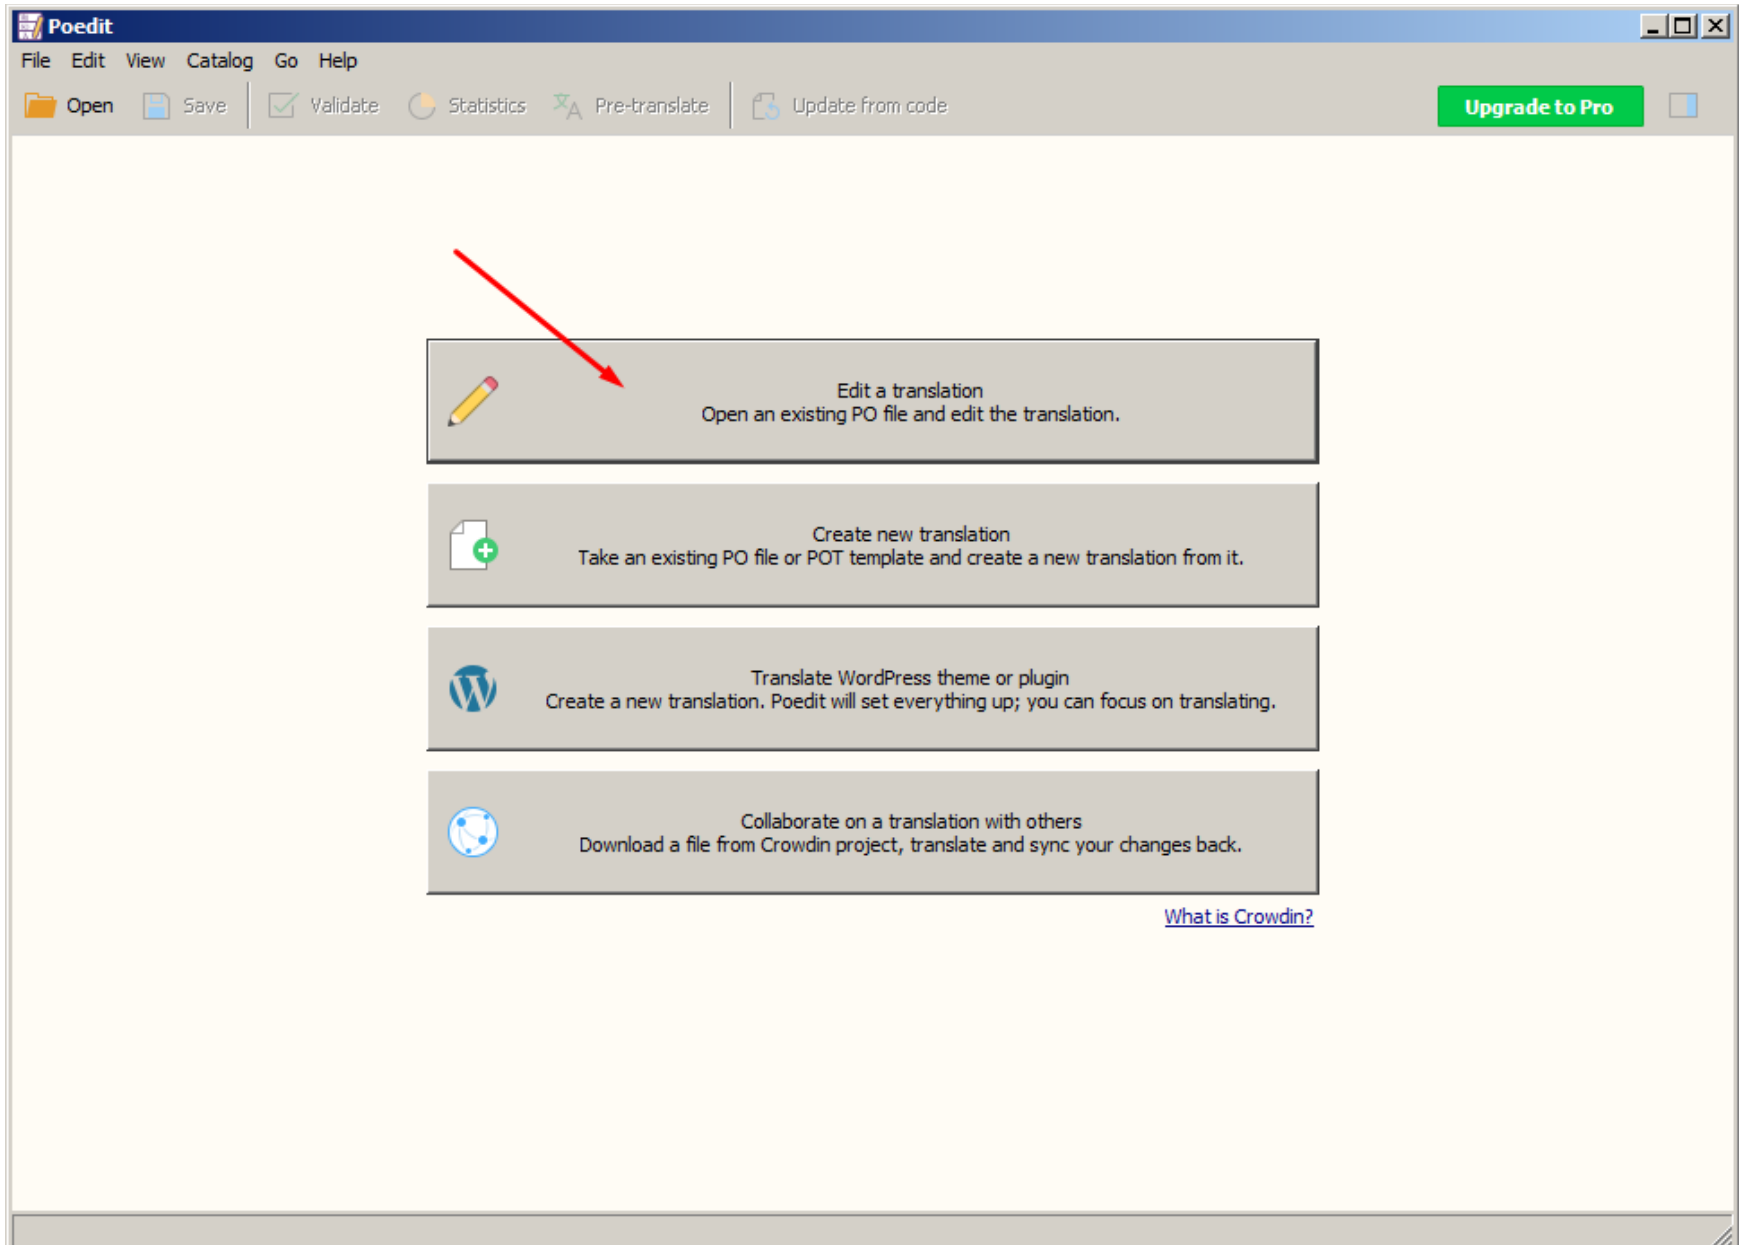 Poedit
File Edit View Catalog Go Help
Open Save Validate Statistics Pre-translate Update from code Upgrade to Pro
Edit a translation
Open an existing PO file and edit the translation.
Create new translation
Take an existing PO file or POT template and create a new translation from it.
Translate WordPress theme or plugin
Create a new translation. Poedit will set everything up; you can focus on translating.
Collaborate on a translation with others
Download a file from Crowdin project, translate and sync your changes back.
What is Crowdin?